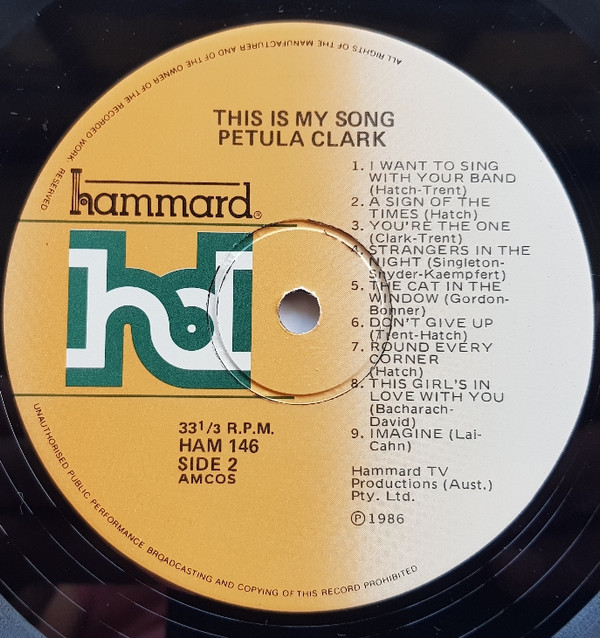 ALL RIGHTS OF THE MANUFACTURER AND OF THE OWNER OF THE RECORDED WORK. RESERVED
THIS IS MY SONG
PETULA CLARK
hammard®
hd
1. I WANT TO SING
WITH YOUR BAND
(Hatch-Trent)
2. A SIGN OF THE
TIMES (Hatch)
3. YOU'RE THE ONE
(Clark-Trent)
4. STRANGERS IN THE
NIGHT (Singleton-
Snyder-Kaempfert)
5. THE CAT IN THE
WINDOW (Gordon-
Bonner)
6. DON'T GIVE UP
(Trent-Hatch)
7. ROUND EVERY
CORNER
(Hatch)
8. THIS GIRL'S IN
LOVE WITH YOU
(Bacharach-
David)
9. IMAGINE (Lai-
Cahn)
33 1/3 R.P.M.
HAM 146
SIDE 2
AMCOS
Hammard TV
Productions (Aust.)
Pty. Ltd.
℗1986
UNAUTHORISED PUBLIC PERFORMANCE BROADCASTING AND COPYING OF THIS RECORD PROHIBITED